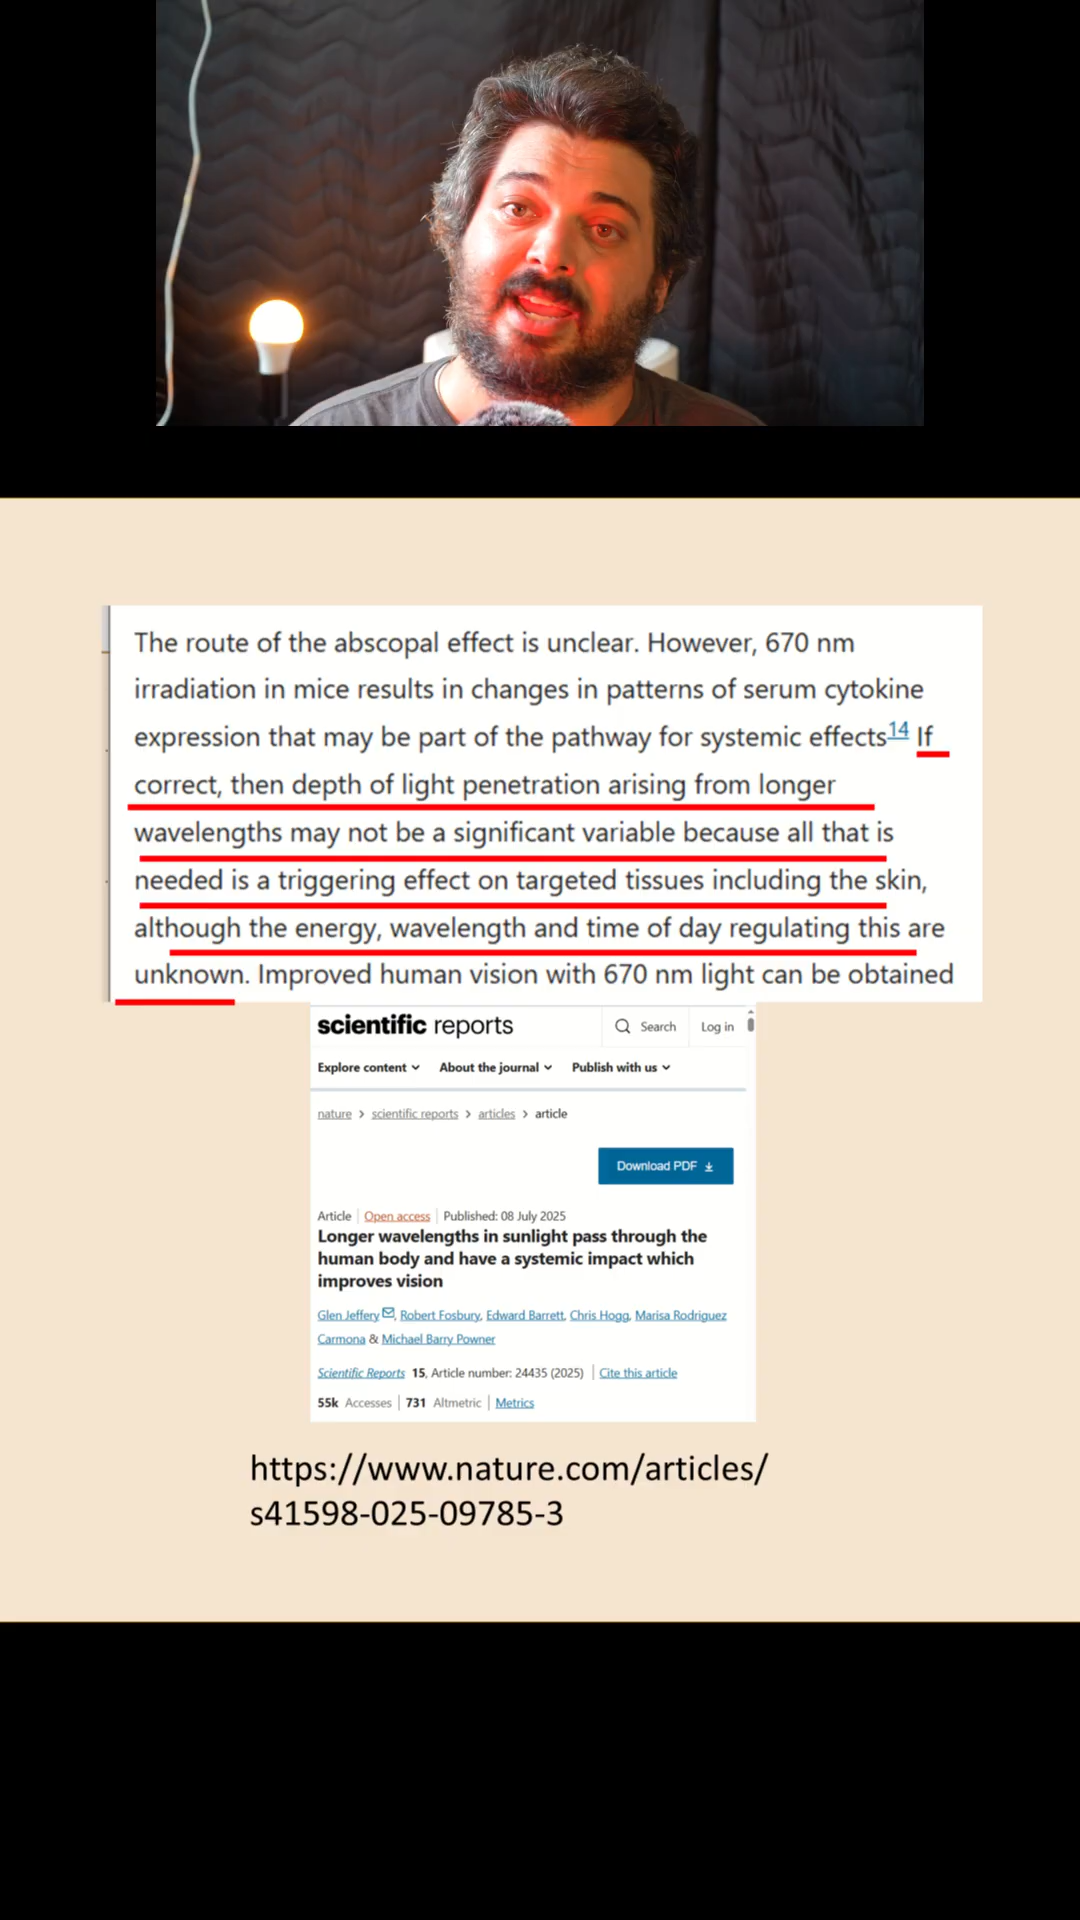 The route of the abscopal effect is unclear. However, 670 nm
irradiation in mice results in changes in patterns of serum cytokine
expression that may be part of the pathway for systemic effects14 If
correct, then depth of light penetration arising from longer
wavelengths may not be a significant variable because all that is
needed is a triggering effect on targeted tissues including the skin,
although the energy, wavelength and time of day regulating this are
unknown. Improved human vision with 670 nm light can be obtained
scientific reports
Search
Log in
Explore content
About the journal
Publish with us
nature > scientific reports > articles > article
Download PDF
Article | Open access | Published: 08 July 2025
Longer wavelengths in sunlight pass through the
human body and have a systemic impact which
improves vision
Glen Jeffery, Robert Fosbury, Edward Barrett, Chris Hogg, Marisa Rodriguez
Carmona & Michael Barry Powner
Scientific Reports 15, Article number: 24435 (2025) | Cite this article
55k Accesses | 731 Altmetric | Metrics
https://www.nature.com/articles/
s41598-025-09785-3